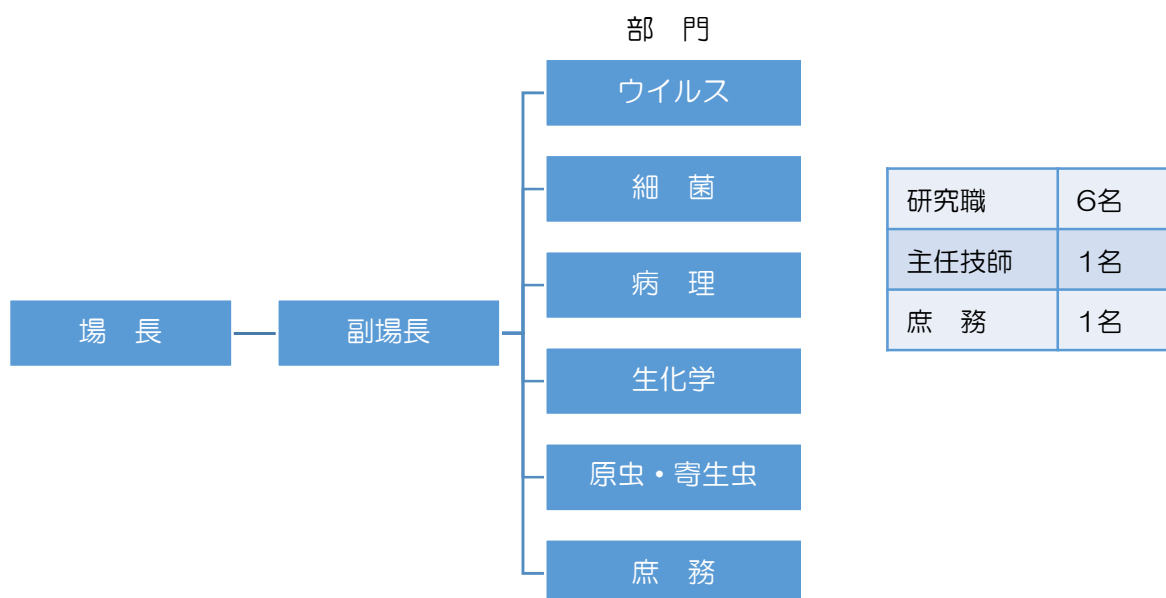 部　門
ウイルス
細　菌
病　理
場　長
副場長
生化学
原虫・寄生虫
庶　務
研究職　6名
主任技師　1名
庶　務　1名